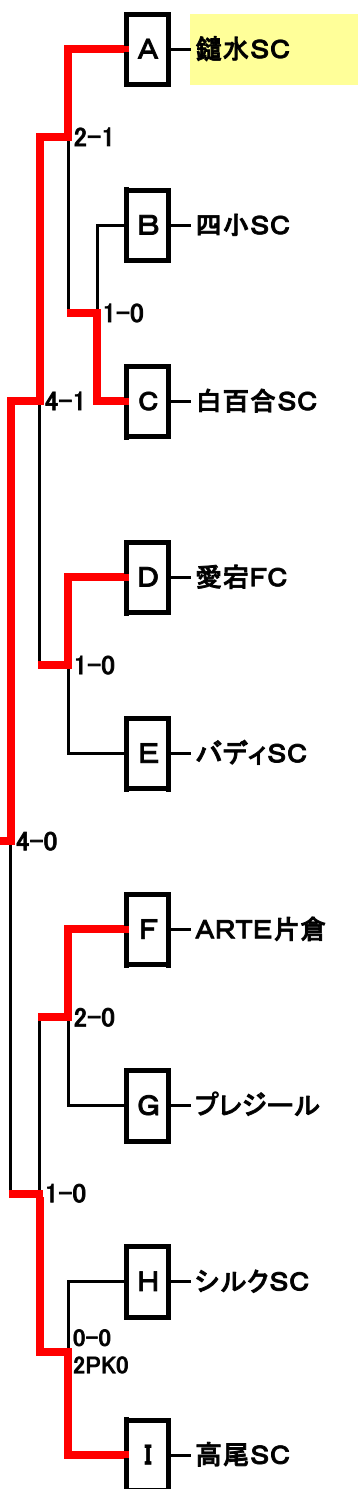 A 鑓水SC
2-1
B 四小SC
1-0
C 白百合SC
4-1
D 愛宕FC
1-0
E バディSC
4-0
F ARTE片倉
2-0
G プレジール
1-0
H シルクSC
0-0
2PK0
I 高尾SC